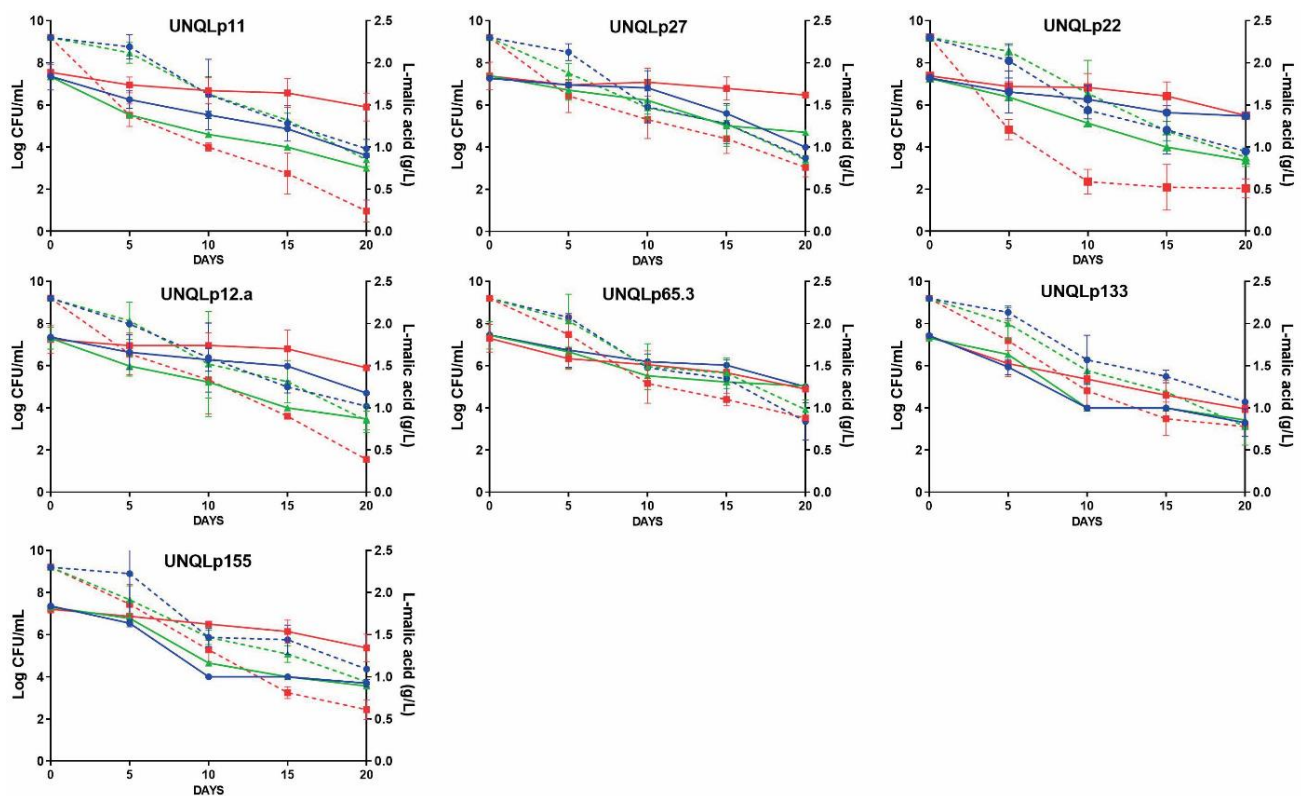 UNQLp11
10
8
6
4
2
0
Log CFU/mL
2.5
2.0
1.5
1.0
0.5
0.0
L-malic acid (g/L)
0 5 10 15 20
DAYS
UNQLp27
10
8
6
4
2
0
Log CFU/mL
2.5
2.0
1.5
1.0
0.5
0.0
L-malic acid (g/L)
0 5 10 15 20
DAYS
UNQLp22
10
8
6
4
2
0
Log CFU/mL
2.5
2.0
1.5
1.0
0.5
0.0
L-malic acid (g/L)
0 5 10 15 20
DAYS
UNQLp12.a
10
8
6
4
2
0
Log CFU/mL
2.5
2.0
1.5
1.0
0.5
0.0
L-malic acid (g/L)
0 5 10 15 20
DAYS
UNQLp65.3
10
8
6
4
2
0
Log CFU/mL
2.5
2.0
1.5
1.0
0.5
0.0
L-malic acid (g/L)
0 5 10 15 20
DAYS
UNQLp133
10
8
6
4
2
0
Log CFU/mL
2.5
2.0
1.5
1.0
0.5
0.0
L-malic acid (g/L)
0 5 10 15 20
DAYS
UNQLp155
10
8
6
4
2
0
Log CFU/mL
2.5
2.0
1.5
1.0
0.5
0.0
L-malic acid (g/L)
0 5 10 15 20
DAYS